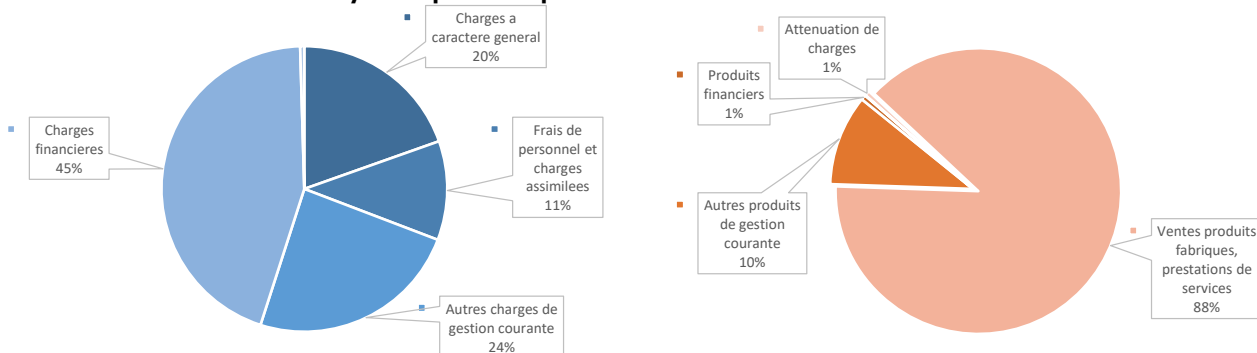 Charges a
caractere general
20%
Frais de
personnel et
charges
assimilees
11%
Autres charges de
gestion courante
24%
Charges
financieres
45%
Attenuation de
charges
1%
Produits
financiers
1%
Autres produits
de gestion
courante
10%
Ventes produits
fabriques,
prestations de
services
88%